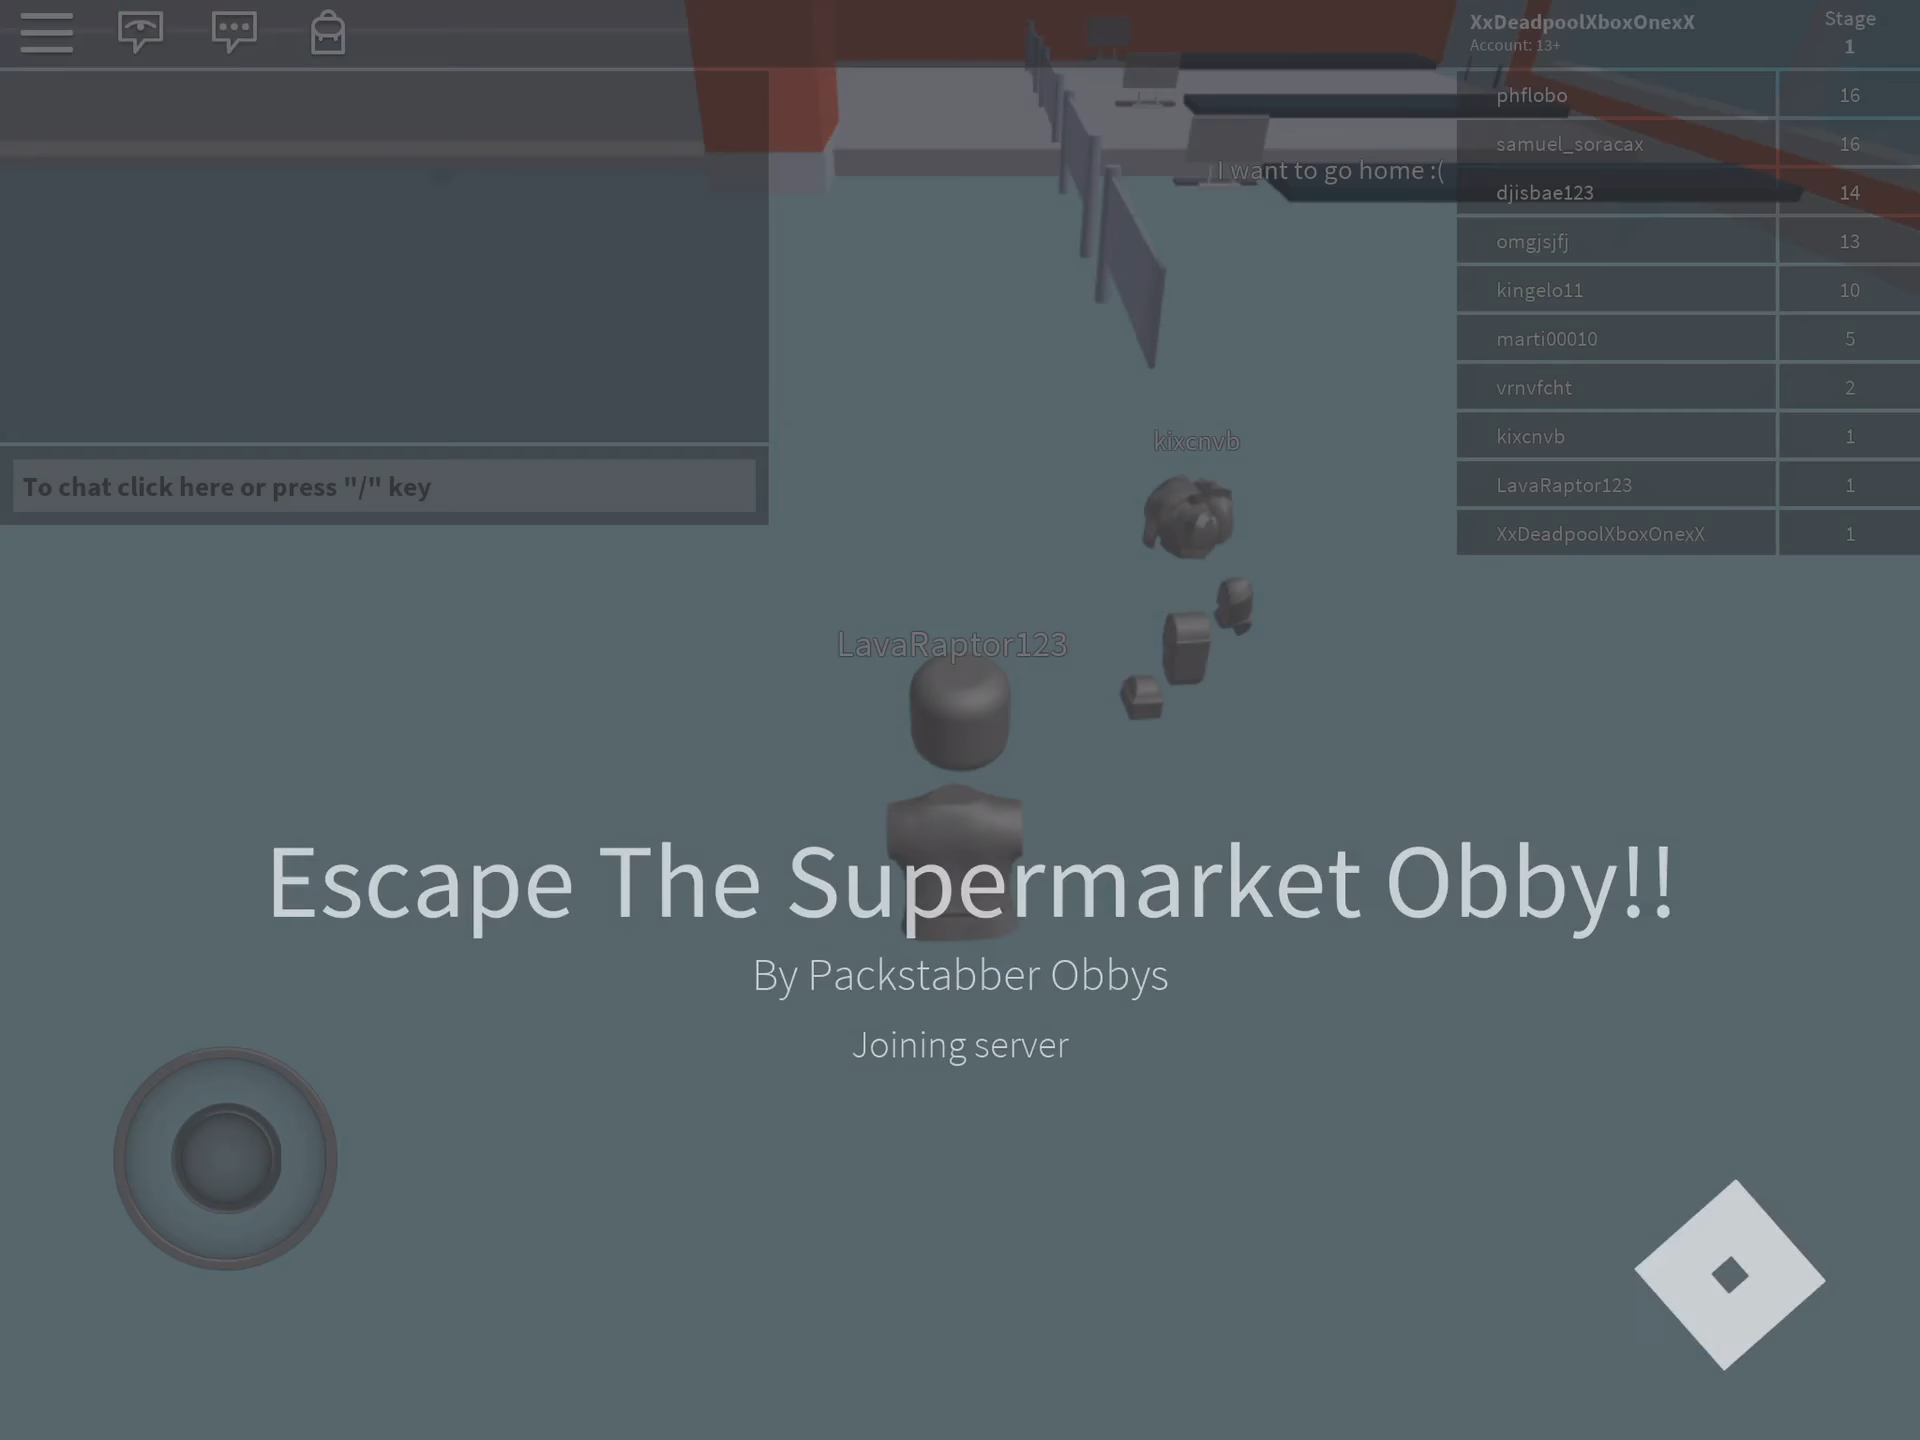 XxDeadpoolXboxOnexX
Account: 13+
Stage
1
phflobo 16
samuel_soracax 16
I want to go home :(
djisbae123 14
omgjsjfj 13
kingelo11 10
marti00010 5
vrnvfcht 2
kixcnvb 1
LavaRaptor123 1
XxDeadpoolXboxOnexX 1
To chat click here or press "/" key
kixcnvb
LavaRaptor123
Escape The Supermarket Obby!!
By Packstabber Obbys
Joining server